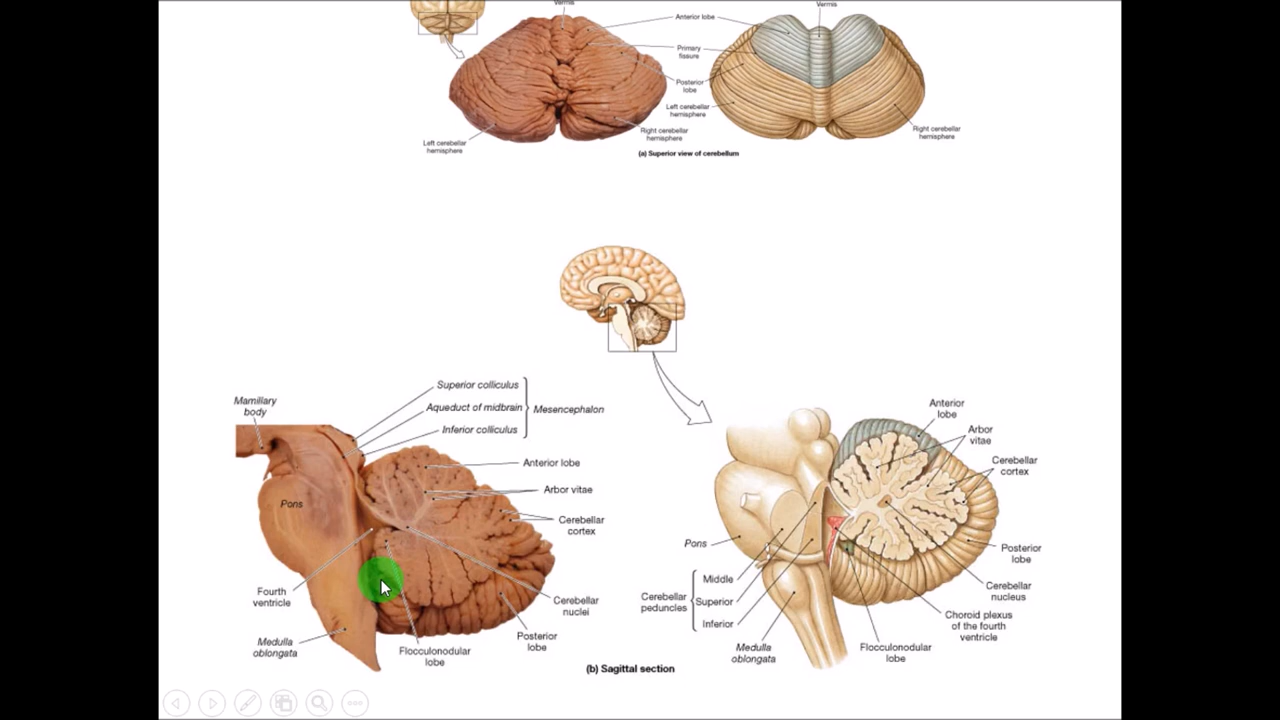 Vermis
Vermis
Anterior lobe
Primary
fissure
Posterior
lobe
Left cerebellar
hemisphere
Right cerebellar
hemisphere
Left cerebellar
hemisphere
Right cerebellar
hemisphere
(a) Superior view of cerebellum
Superior colliculus
Aqueduct of midbrain
Inferior colliculus
Mesencephalon
Mamillary
body
Anterior lobe
Arbor vitae
Cerebellar
cortex
Pons
Fourth
ventricle
Medulla
oblongata
Flocculonodular
lobe
Posterior
lobe
Cerebellar
nuclei
Anterior
lobe
Arbor
vitae
Cerebellar
cortex
Pons
Cerebellar
peduncles
Middle
Superior
Inferior
Medulla
oblongata
Posterior
lobe
Cerebellar
nucleus
Choroid plexus
of the fourth
ventricle
Flocculonodular
lobe
(b) Sagittal section